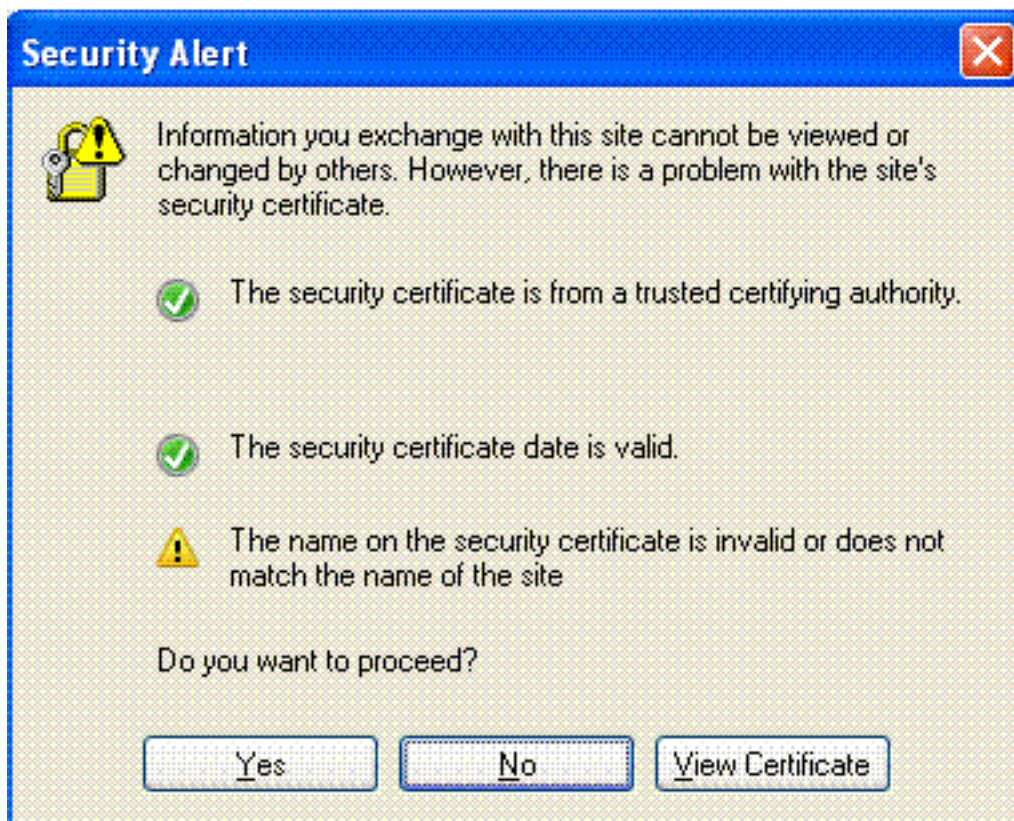 Security Alert
Information you exchange with this site cannot be viewed or
changed by others. However, there is a problem with the site's
security certificate.
The security certificate is from a trusted certifying authority.
The security certificate date is valid.
The name on the security certificate is invalid or does not
match the name of the site
Do you want to proceed?
Yes No View Certificate